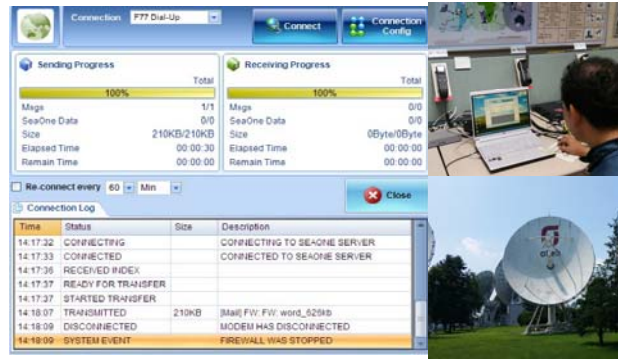 Connection F77 Dial-Up Connect Connection Config
Sending Progress
Total
100%
Msgs 1/1
SeaOne Data 0/0
Size 210KB/210KB
Elapsed Time 00:00:30
Remain Time 00:00:00
Receiving Progress
Total
100%
Msgs 0/0
SeaOne Data 0/0
Size 0Byte/0Byte
Elapsed Time 00:00:00
Remain Time 00:00:00
Re-connect every 60 Min Close
Connection Log
Time Status Size Description
14:17:32 CONNECTING CONNECTING TO SEAONE SERVER
14:17:33 CONNECTED CONNECTED TO SEAONE SERVER
14:17:36 RECEIVED INDEX
14:17:37 READY FOR TRANSFER
14:17:37 STARTED TRANSFER
14:18:07 TRANSMITTED 210KB [Mail] FW: FW: word_626kb
14:18:09 DISCONNECTED MODEM HAS DISCONNECTED
14:18:09 SYSTEM EVENT FIREWALL WAS STOPPED